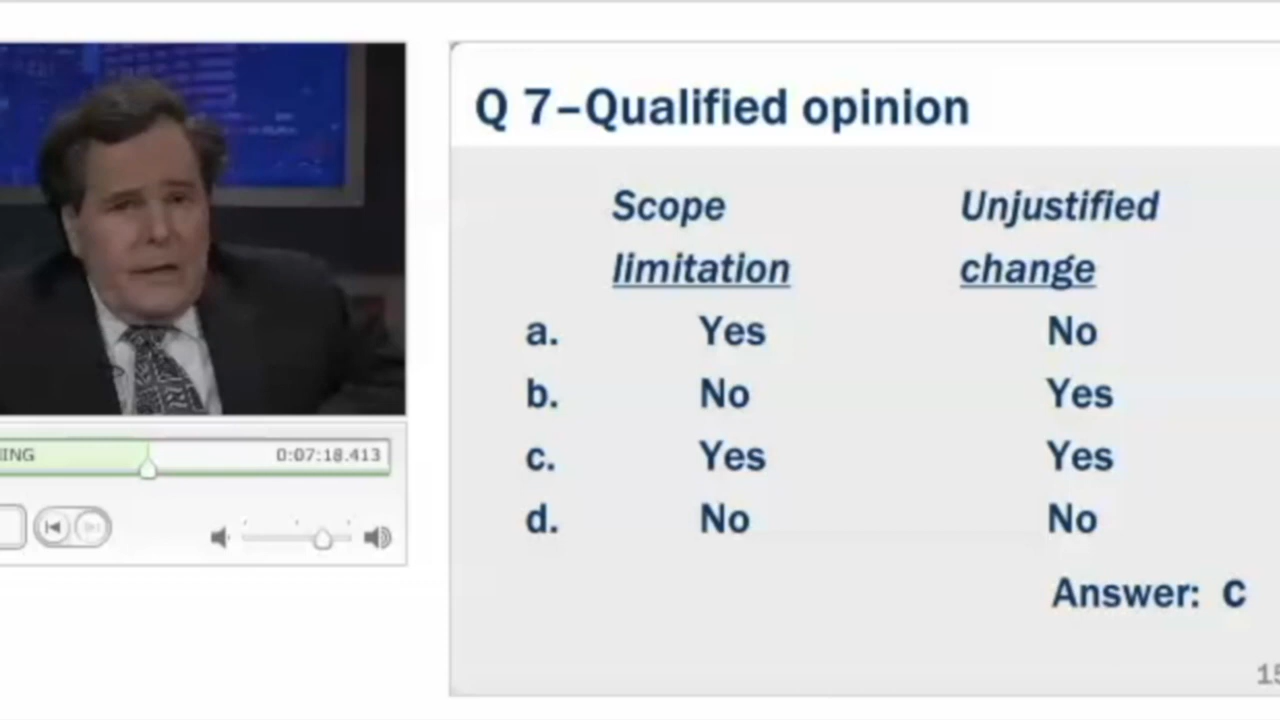 Q 7–Qualified opinion
Scope Unjustified
limitation change
a. Yes No
b. No Yes
c. Yes Yes
d. No No
Answer: C
15
ING 0:07:18.413